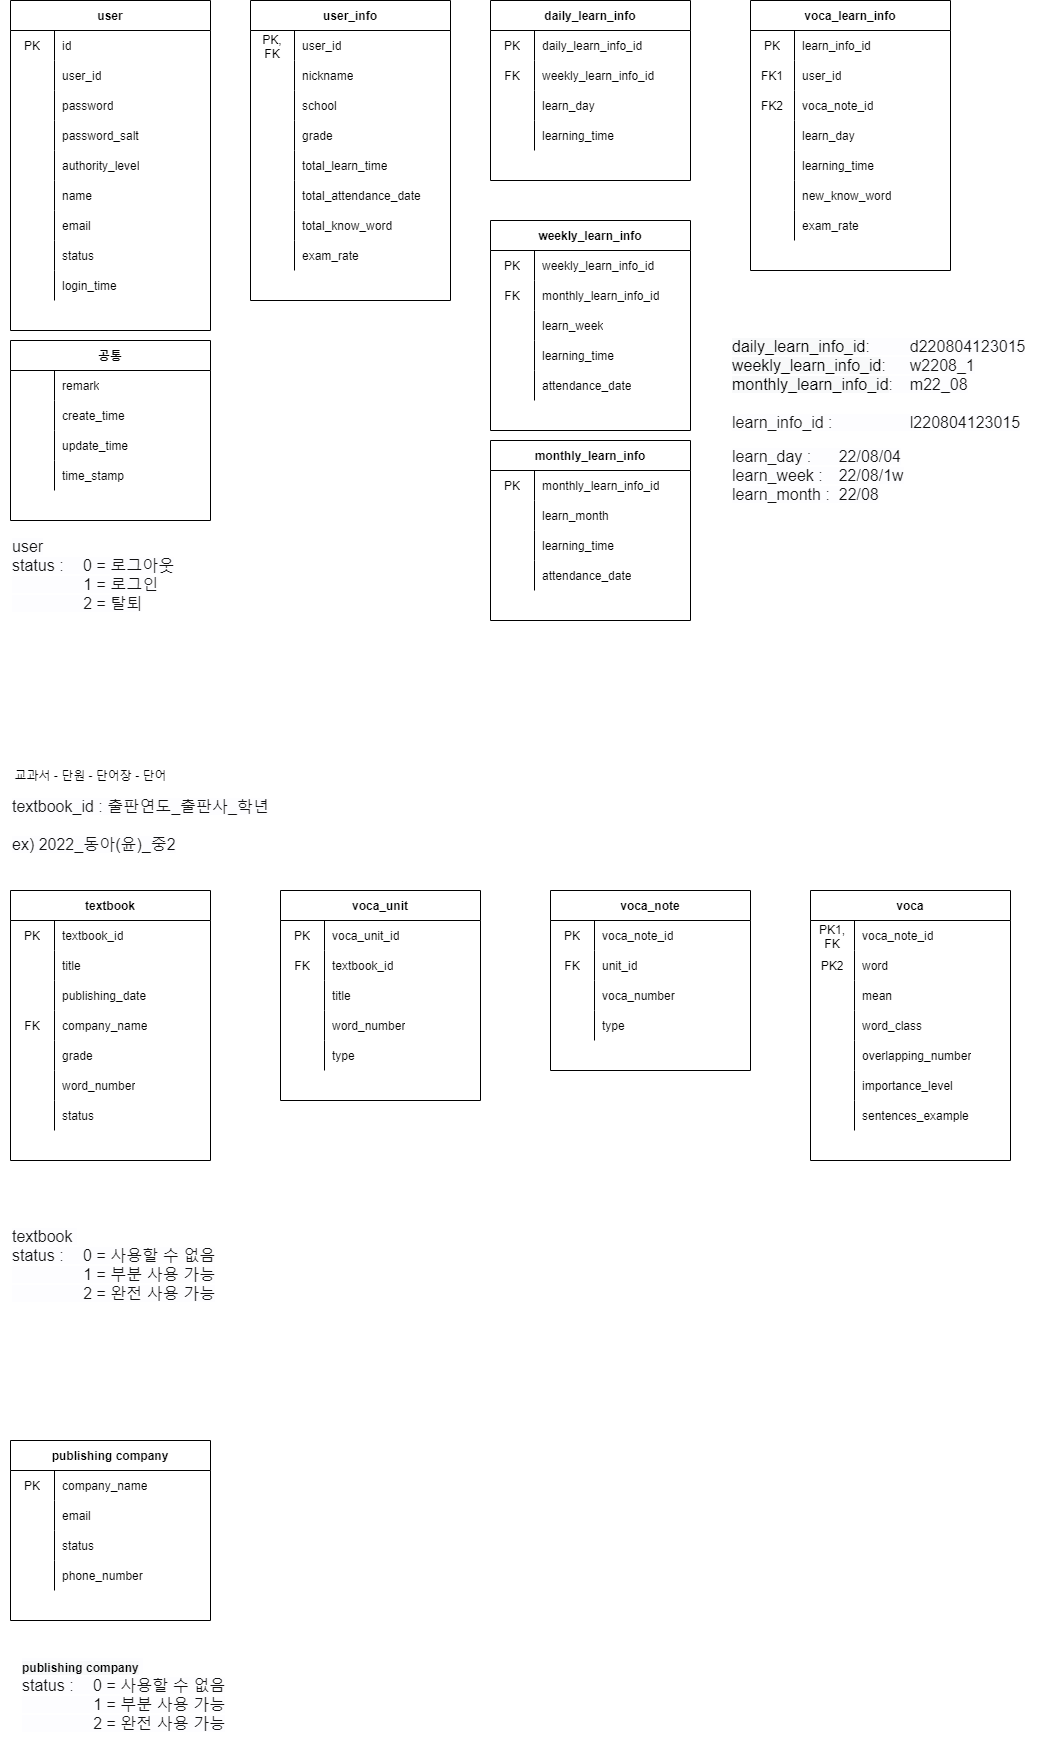 user
PK id
user_id
password
password_salt
authority_level
name
email
status
login_time
공통
remark
create_time
update_time
time_stamp
user
status : 0 = 로그아웃
1 = 로그인
2 = 탈퇴
user_info
PK,
FK
user_id
nickname
school
grade
total_learn_time
total_attendance_date
total_know_word
exam_rate
daily_learn_info
PK daily_learn_info_id
FK weekly_learn_info_id
learn_day
learning_time
weekly_learn_info
PK weekly_learn_info_id
FK monthly_learn_info_id
learn_week
learning_time
attendance_date
monthly_learn_info
PK monthly_learn_info_id
learn_month
learning_time
attendance_date
voca_learn_info
PK learn_info_id
FK1 user_id
FK2 voca_note_id
learn_day
learning_time
new_know_word
exam_rate
daily_learn_info_id: d220804123015
weekly_learn_info_id: w2208_1
monthly_learn_info_id: m22_08
learn_info_id : l220804123015
learn_day : 22/08/04
learn_week : 22/08/1w
learn_month : 22/08
교과서 - 단원 - 단어장 - 단어
textbook_id : 출판연도_출판사_학년
ex) 2022_동아(윤)_중2
textbook
PK textbook_id
title
publishing_date
FK company_name
grade
word_number
status
voca_unit
PK voca_unit_id
FK textbook_id
title
word_number
type
voca_note
PK voca_note_id
FK unit_id
voca_number
type
voca
PK1,
FK
voca_note_id
PK2 word
mean
word_class
overlapping_number
importance_level
sentences_example
textbook
status : 0 = 사용할 수 없음
1 = 부분 사용 가능
2 = 완전 사용 가능
publishing company
PK company_name
email
status
phone_number
publishing company
status : 0 = 사용할 수 없음
1 = 부분 사용 가능
2 = 완전 사용 가능